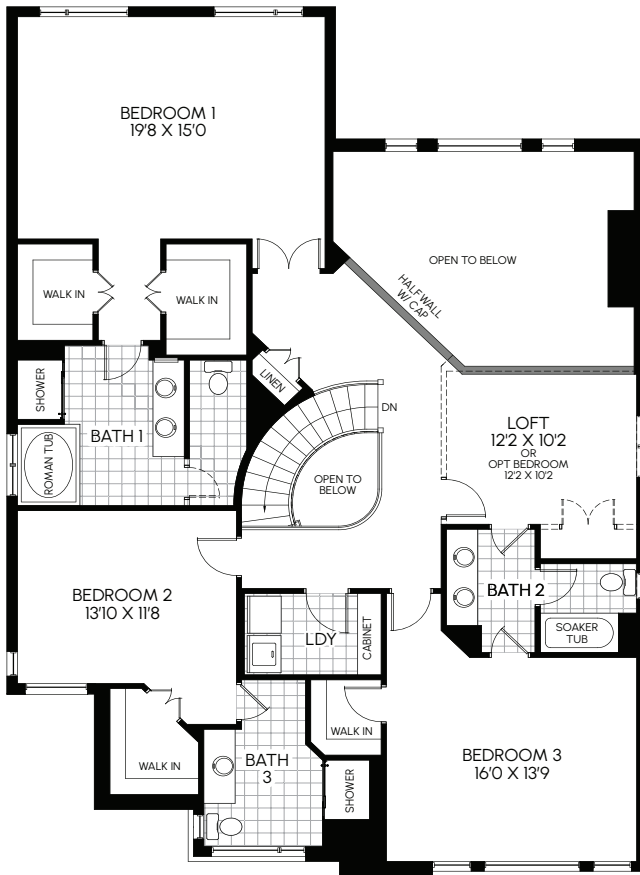 BEDROOM 1
19'8 X 15'0
OPEN TO BELOW
WALK IN
WALK IN
HALF WALL
W/ CAP
LINEN
SHOWER
DN
BATH 1
ROMAN TUB
LOFT
12'2 X 10'2
OR
OPT BEDROOM
12'2 X 10'2
OPEN TO
BELOW
BEDROOM 2
13'10 X 11'8
BATH 2
SOAKER
TUB
LDY
CABINET
WALK IN
WALK IN
BATH
3
SHOWER
BEDROOM 3
16'0 X 13'9